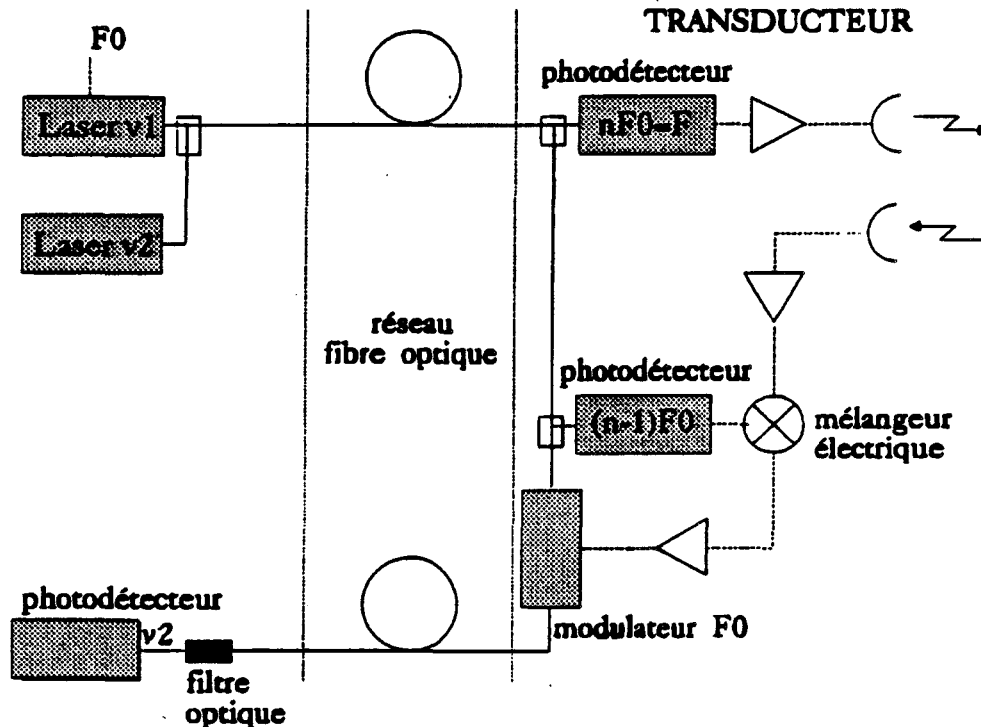 TRANSDUCTEUR
F0
photodétecteur
Laser v1
nF0=F
Laser v2
réseau
fibre optique
photodétecteur
(n-1)F0
mélangeur
électrique
photodétecteur
v2
modulateur F0
filtre
optique